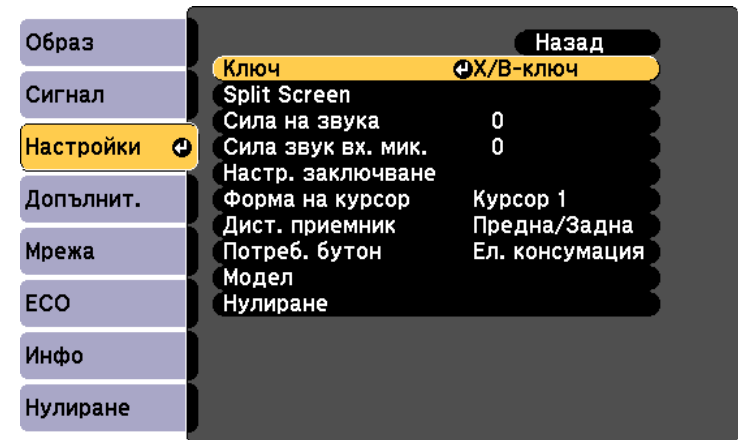 Образ
Сигнал
Настройки
Допълнит.
Мрежа
ECO
Инфо
Нулиране
Назад
Ключ Х/В-ключ
Split Screen
Сила на звука 0
Сила звук вх. мик. 0
Настр. заключване
Форма на курсор Курсор 1
Дист. приемник Предна/Задна
Потреб. бутон Ел. консумация
Модел
Нулиране